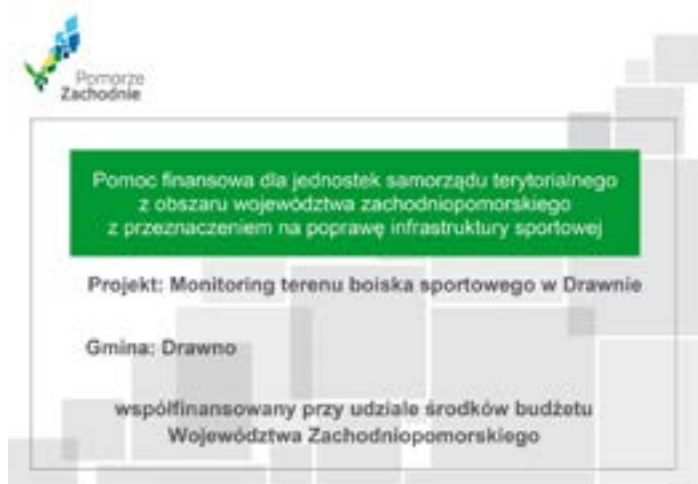 Pomorze
Zachodnie
Pomoc finansowa dla jednostek samorządu terytorialnego
z obszaru województwa zachodniopomorskiego
z przeznaczeniem na poprawę infrastruktury sportowej
Projekt: Monitoring terenu boiska sportowego w Drawnie
Gmina: Drawno
współfinansowany przy udziale środków budżetu
Województwa Zachodniopomorskiego